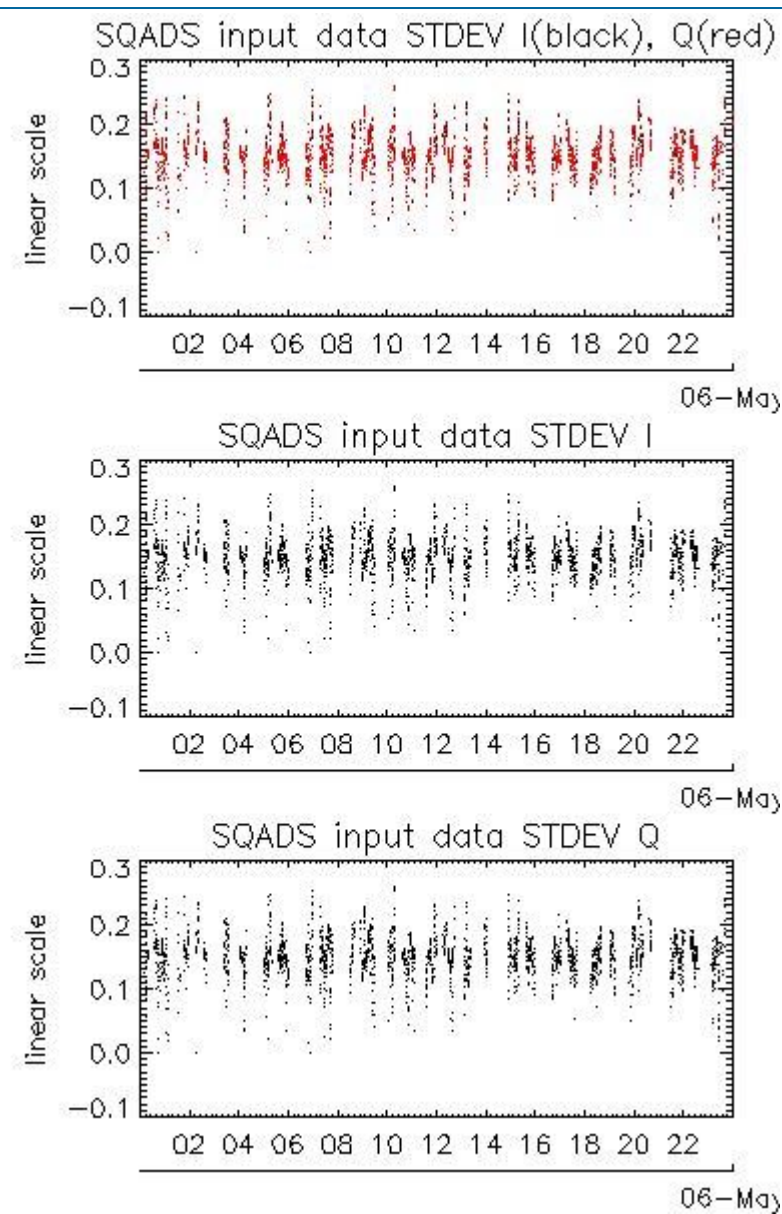 SQADS input data STDEV I(black), Q(red)
0.3
0.2
0.1
0.0
-0.1
linear scale
02 04 06 08 10 12 14 16 18 20 22
06-May
SQADS input data STDEV I
0.3
0.2
0.1
0.0
-0.1
linear scale
02 04 06 08 10 12 14 16 18 20 22
06-May
SQADS input data STDEV Q
0.3
0.2
0.1
0.0
-0.1
linear scale
02 04 06 08 10 12 14 16 18 20 22
06-May